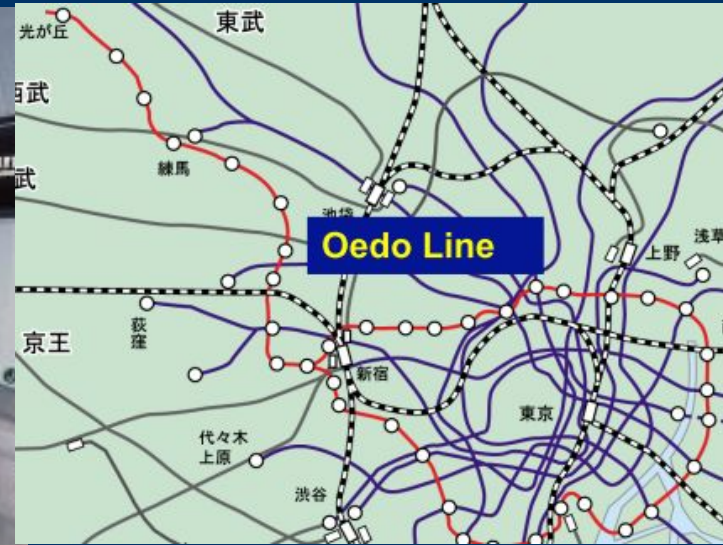 光が丘
東武
西武
練馬
武
池袋
Oedo Line
上野
浅草
京王
荻
窪
新宿
東京
代々木
上原
渋谷